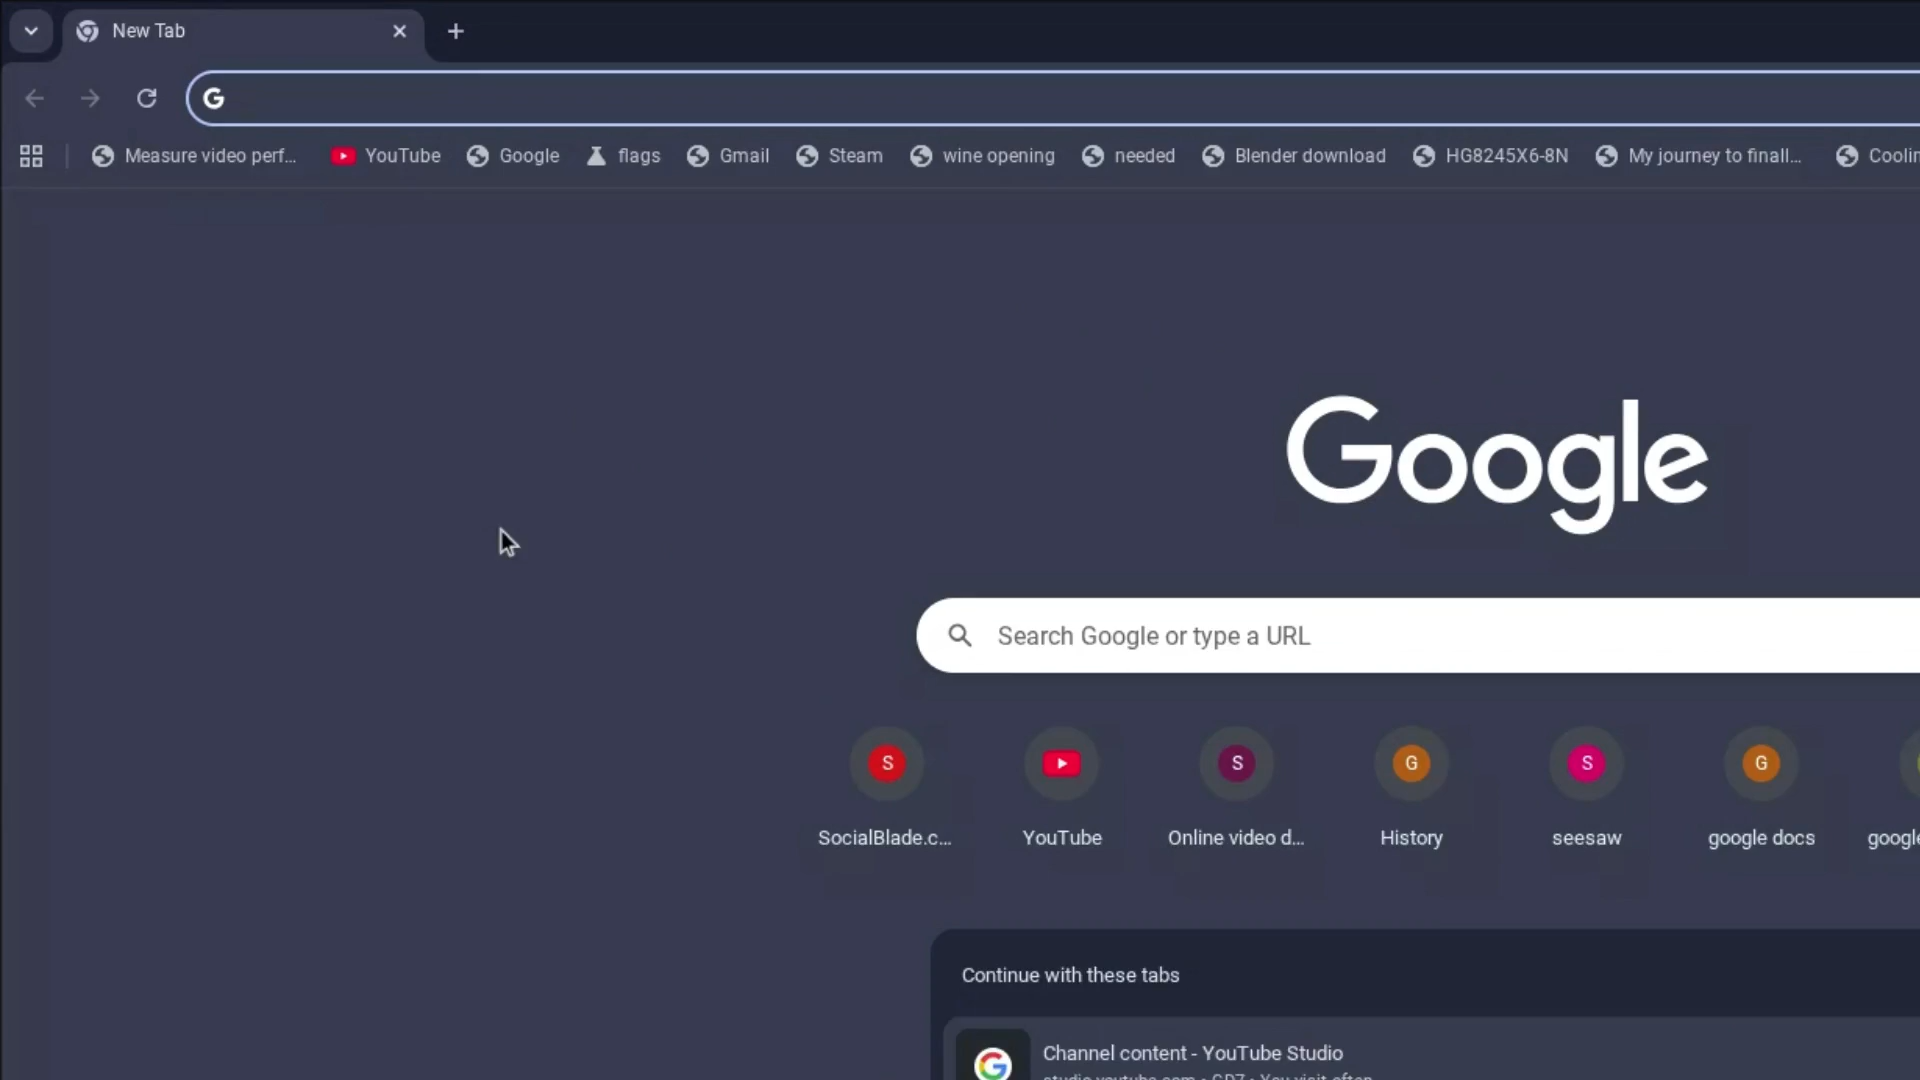 New Tab
Measure video perf...
YouTube
Google
flags
Gmail
Steam
wine opening
needed
Blender download
HG8245X6-8N
My journey to finall...
Google
Search Google or type a URL
S
S
G
S
G
SocialBlade.c...
YouTube
Online video d...
History
seesaw
google docs
Continue with these tabs
Channel content - YouTube Studio